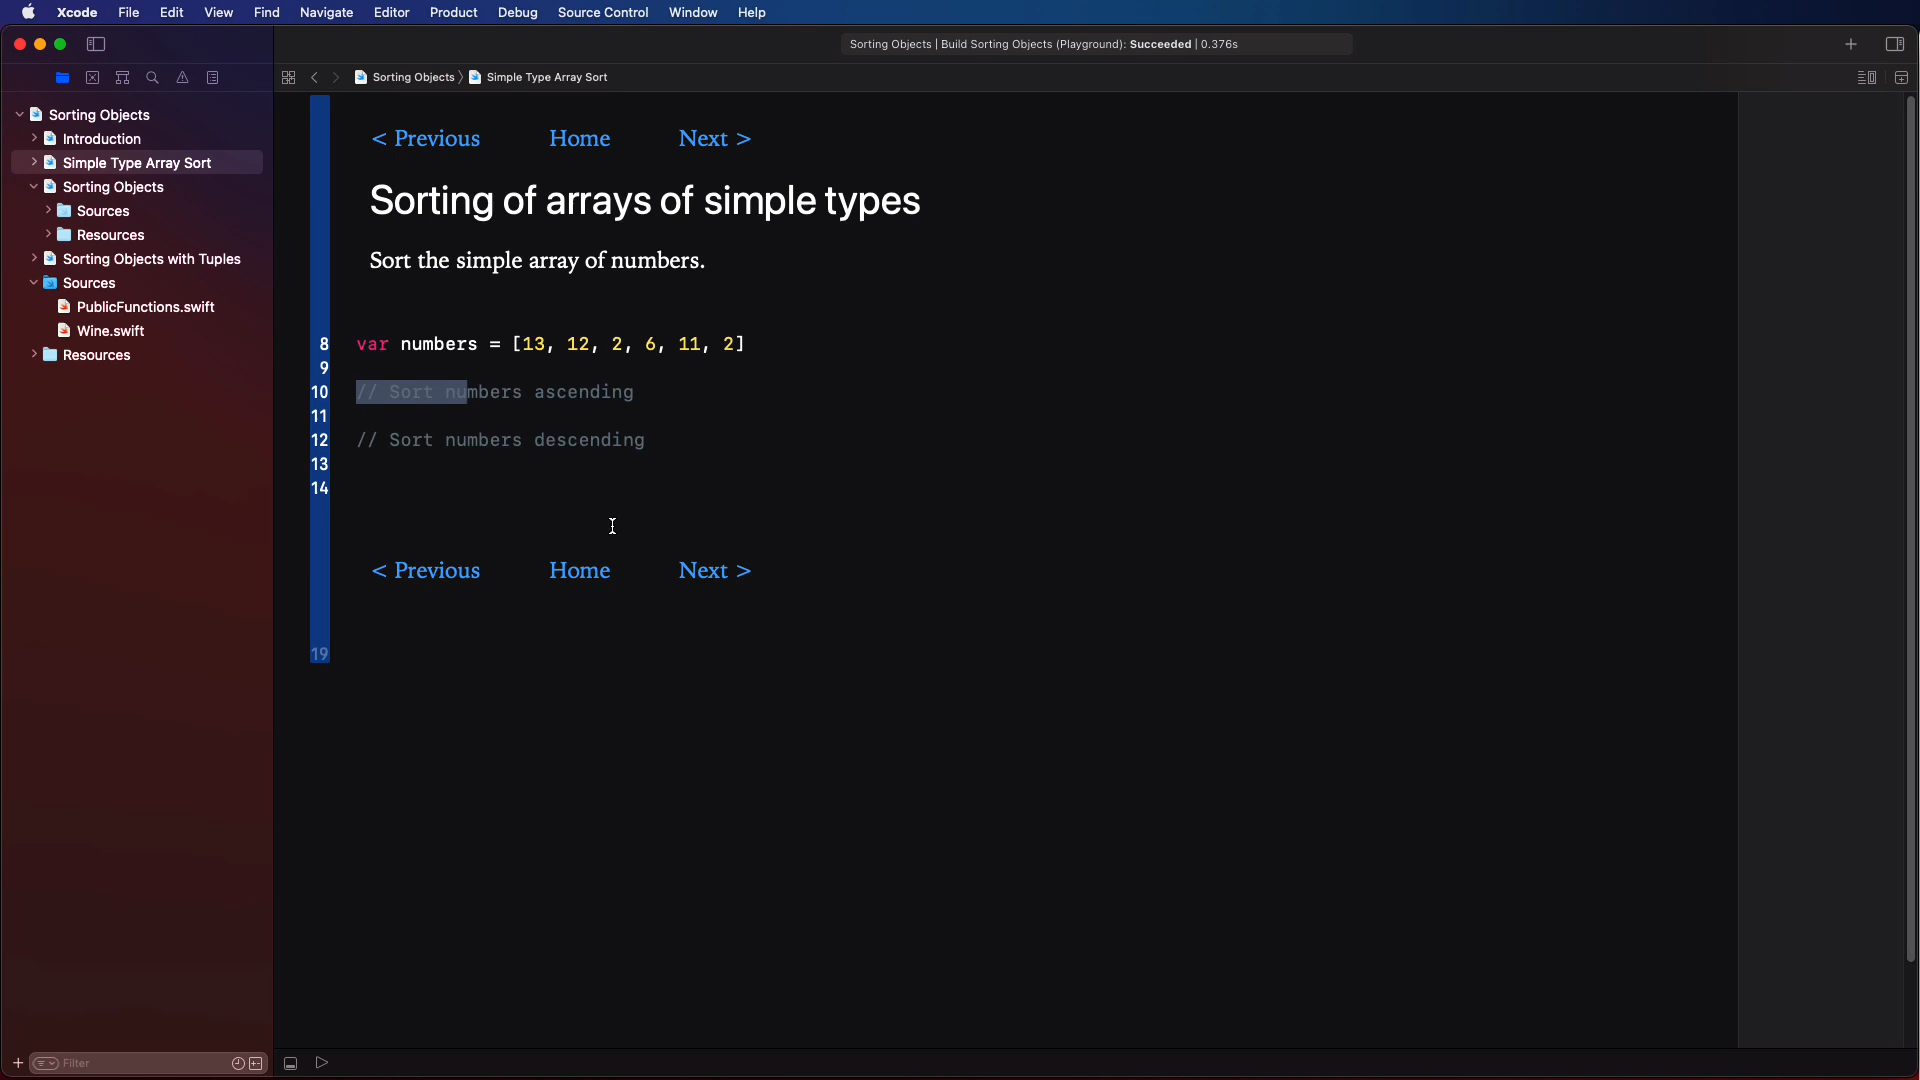 Xcode File Edit View Find Navigate Editor Product Debug Source Control Window Help
Sorting Objects | Build Sorting Objects (Playground): Succeeded | 0.376s
Sorting Objects Simple Type Array Sort
Sorting Objects
Introduction
Simple Type Array Sort
Sorting Objects
Sources
Resources
Sorting Objects with Tuples
Sources
PublicFunctions.swift
Wine.swift
Resources
Filter
< Previous Home Next >
Sorting of arrays of simple types
Sort the simple array of numbers.
8 var numbers = [13, 12, 2, 6, 11, 2]
9
10 // Sort numbers ascending
11
12 // Sort numbers descending
13
14
< Previous Home Next >
19